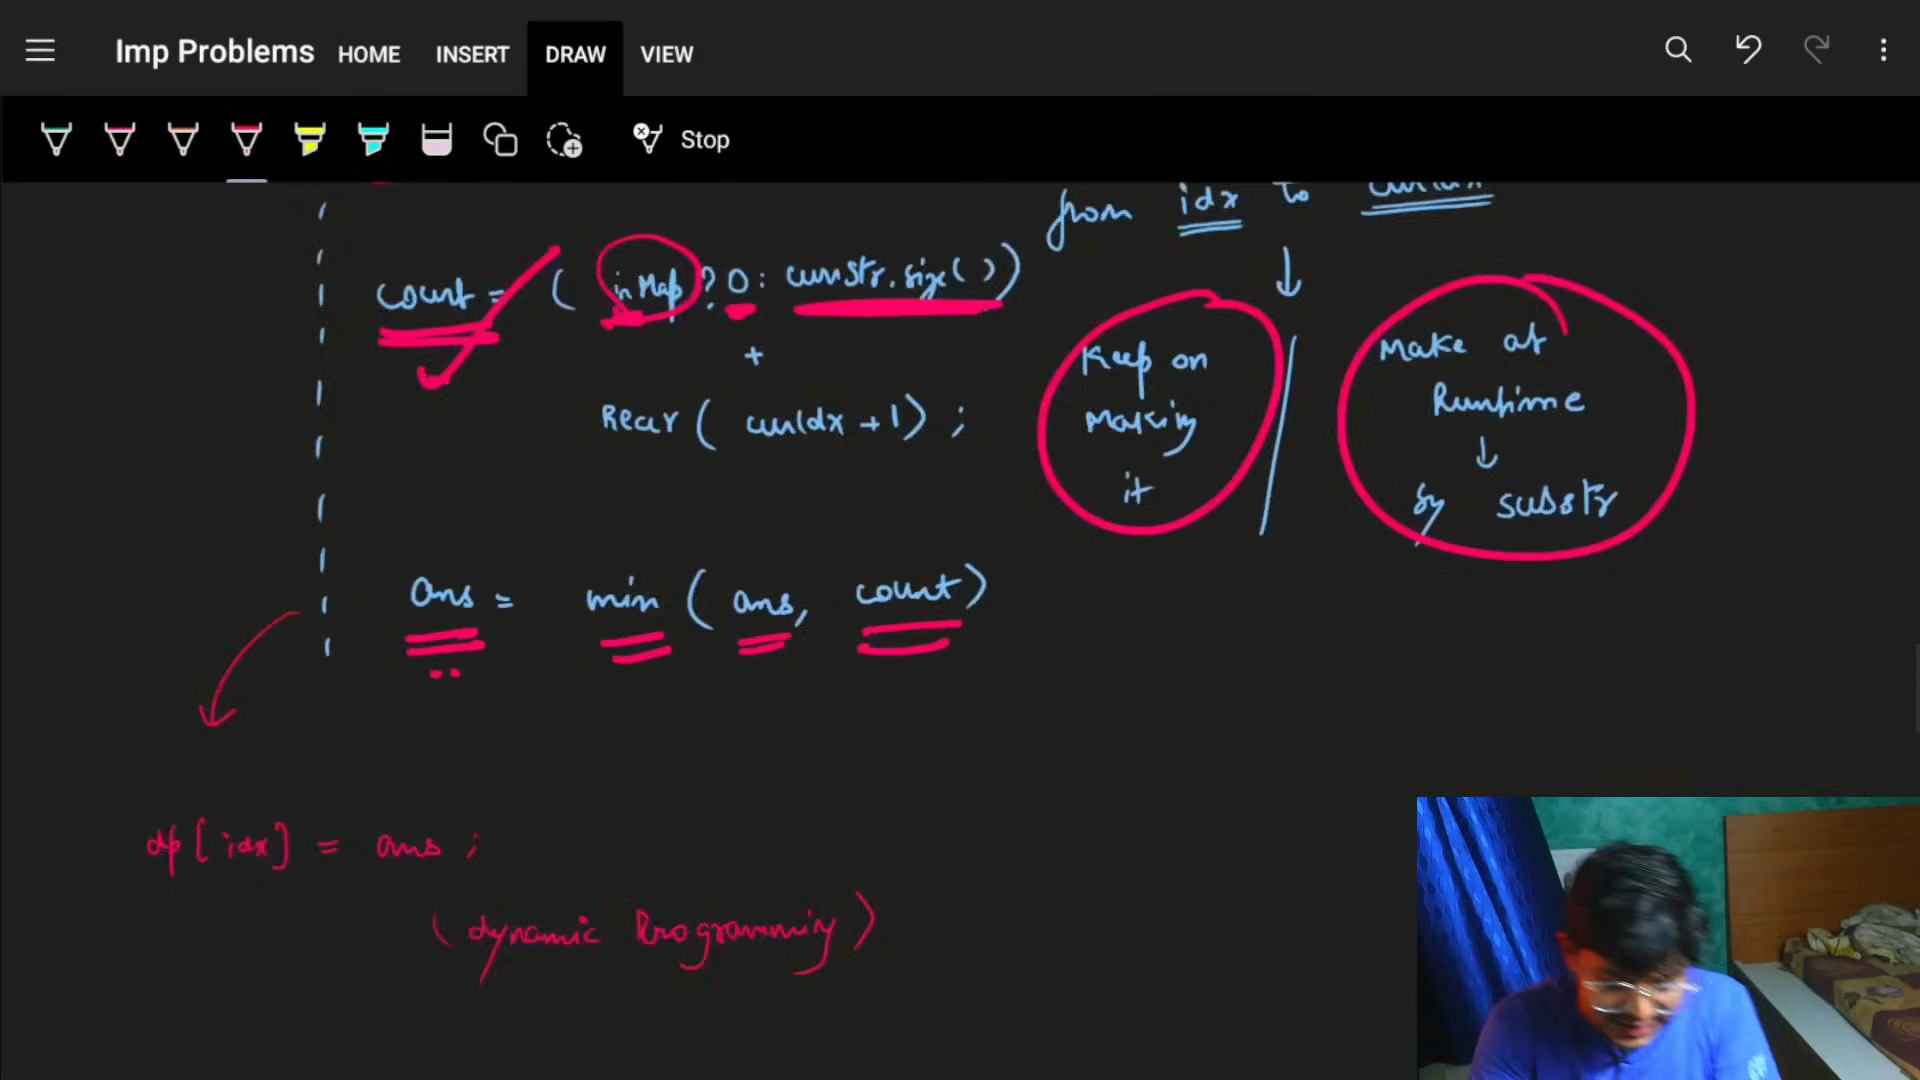 Imp Problems HOME INSERT DRAW VIEW
Stop
from idx to
count = ( inMap ? 0 : currStr.size( ) )
+
Recur ( currIdx + 1 ) ;
Keep on
Making
it
Make at
Runtime
↓
by substr
ans = min ( ans, count )
dp [ idx ] = ans ;
( dynamic Programming )